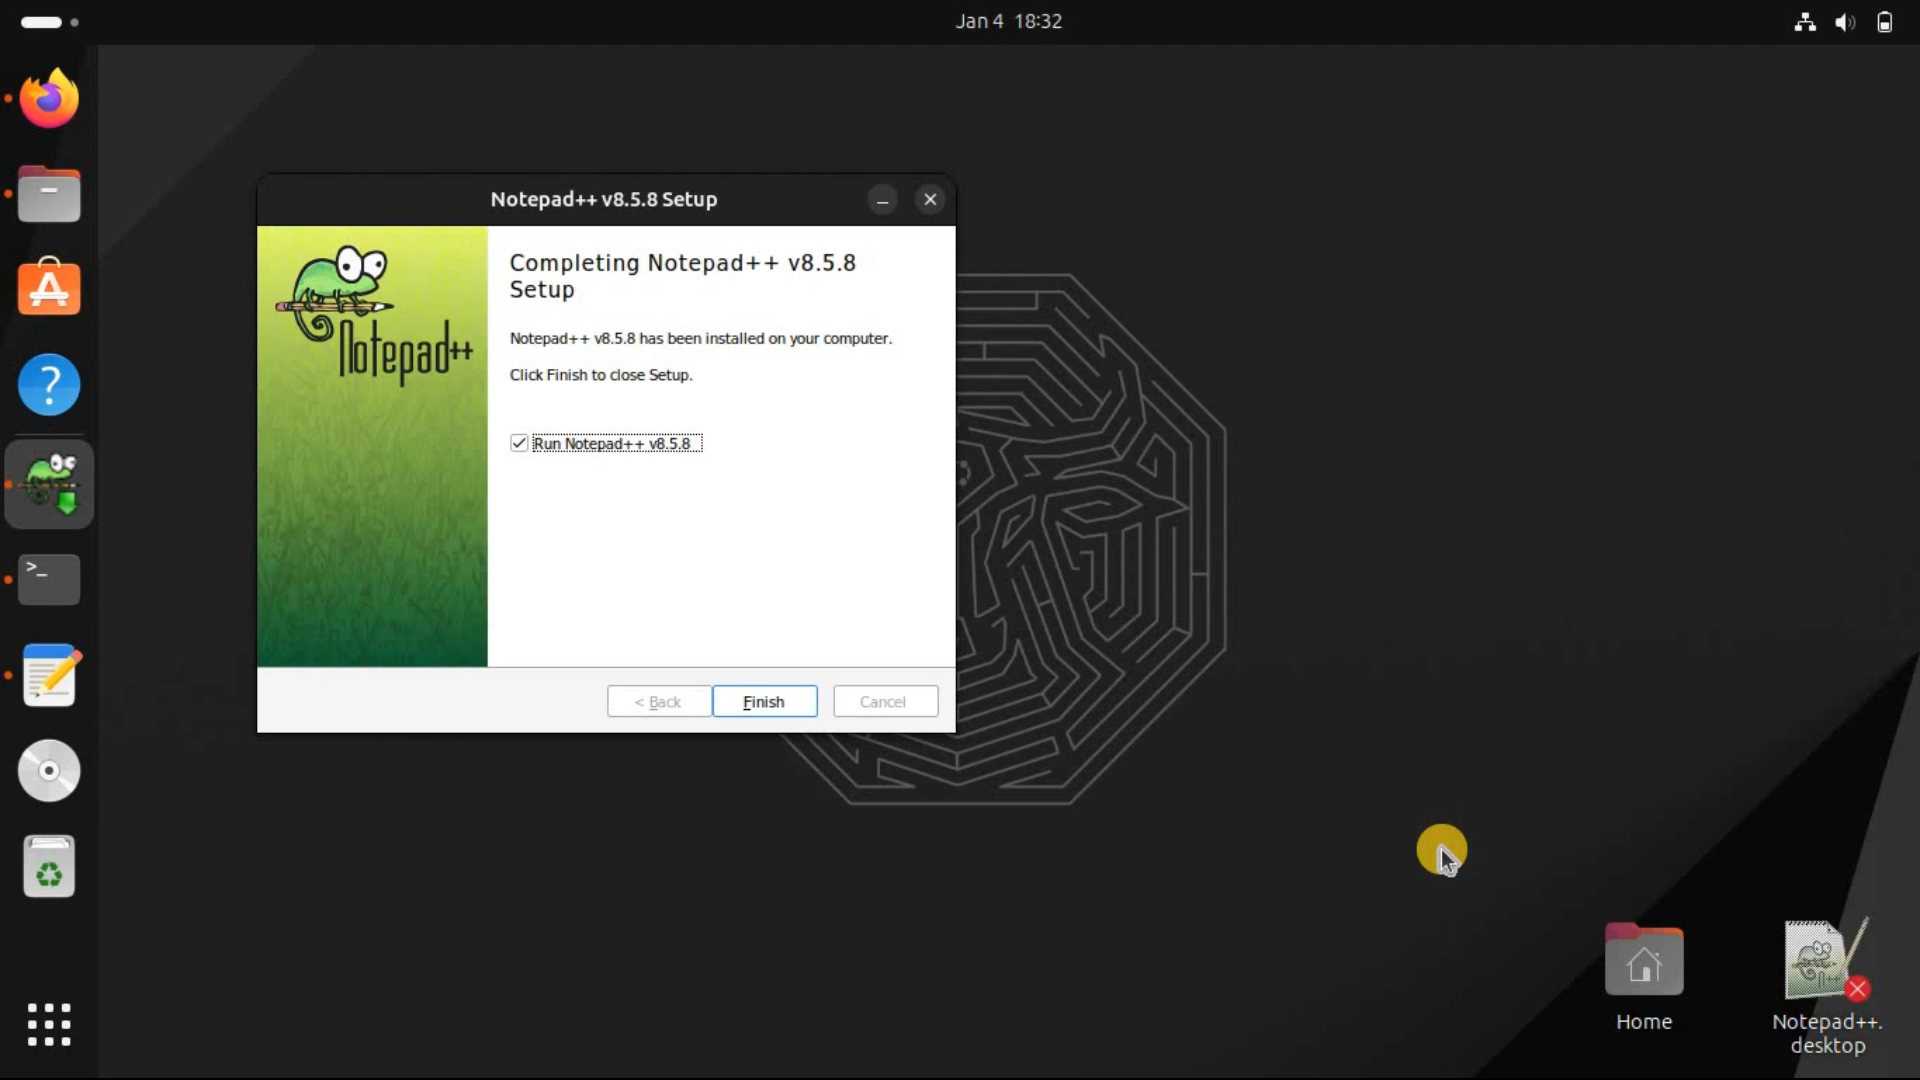 Jan 4 18:32
Notepad++ v8.5.8 Setup
Notepad++
Completing Notepad++ v8.5.8
Setup
Notepad++ v8.5.8 has been installed on your computer.
Click Finish to close Setup.
Run Notepad++ v8.5.8
< Back
Finish
Cancel
Home
Notepad++.
desktop